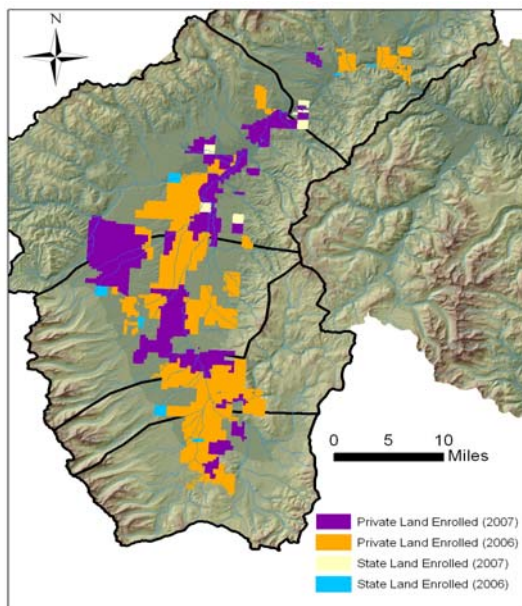 N
0 5 10
Miles
Private Land Enrolled (2007)
Private Land Enrolled (2006)
State Land Enrolled (2007)
State Land Enrolled (2006)